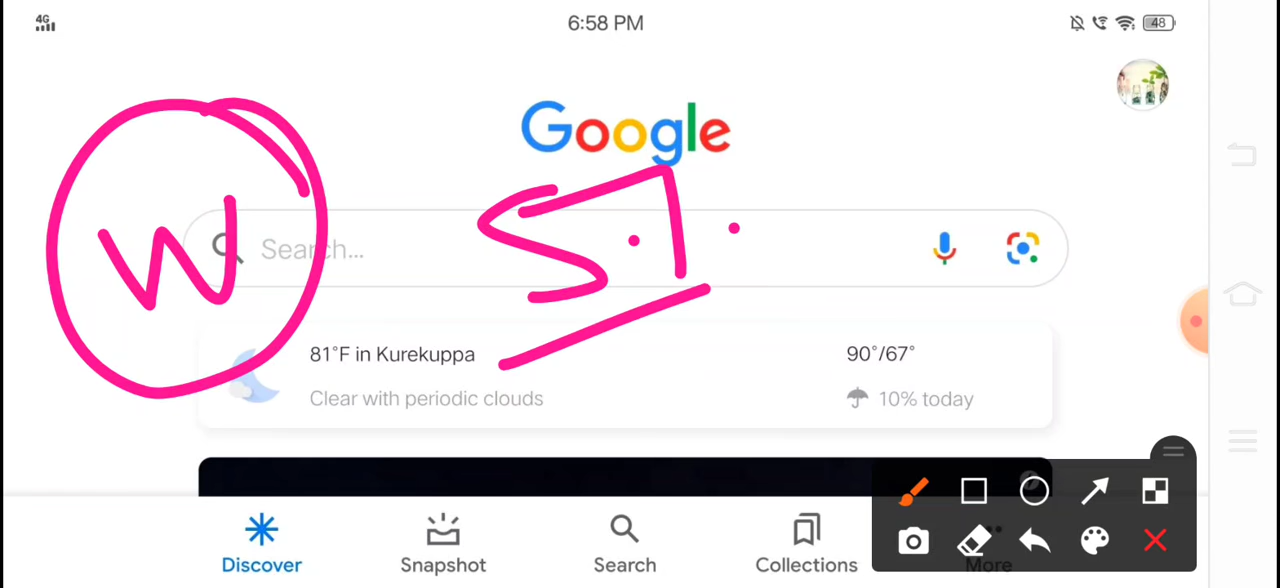 4G 6:58 PM 48
Google
W S.1.
Search...
81°F in Kurekuppa 90°/67°
Clear with periodic clouds 10% today
Discover Snapshot Search Collections More